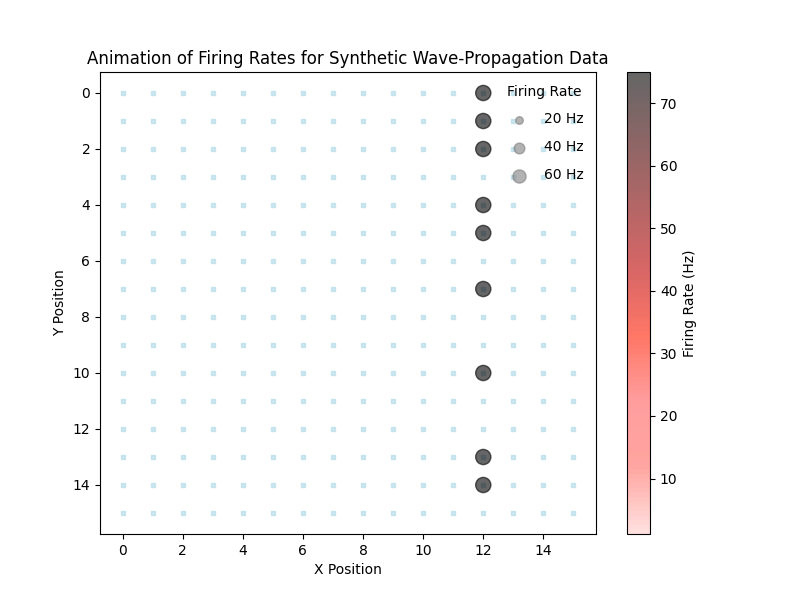 Animation of Firing Rates for Synthetic Wave-Propagation Data
Firing Rate
20 Hz
40 Hz
60 Hz
0
2
4
6
8
10
12
14
Y Position
0
2
4
6
8
10
12
14
X Position
70
60
50
40
30
20
10
Firing Rate (Hz)